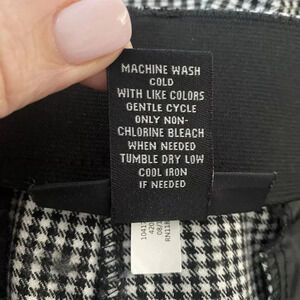 MACHINE WASH
COLD
WITH LIKE COLORS
GENTLE CYCLE
ONLY NON-
CHLORINE BLEACH
WHEN NEEDED
TUMBLE DRY LOW
COOL IRON
IF NEEDED